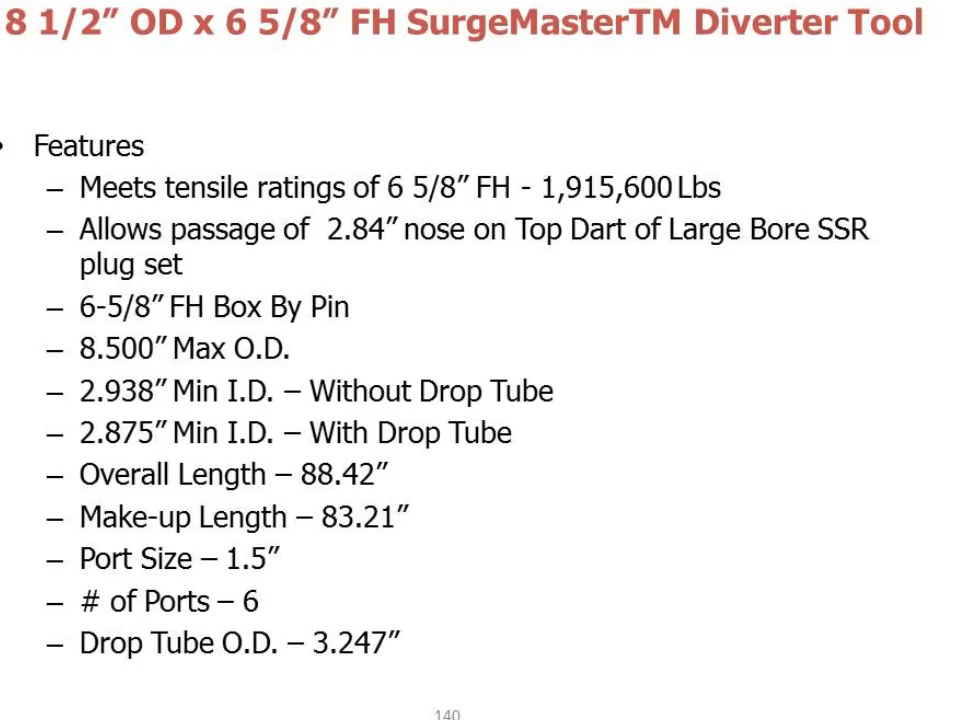 8 1/2” OD x 6 5/8” FH SurgeMasterTM Diverter Tool
• Features
– Meets tensile ratings of 6 5/8” FH - 1,915,600 Lbs
– Allows passage of 2.84” nose on Top Dart of Large Bore SSR
plug set
– 6-5/8” FH Box By Pin
– 8.500” Max O.D.
– 2.938” Min I.D. – Without Drop Tube
– 2.875” Min I.D. – With Drop Tube
– Overall Length – 88.42”
– Make-up Length – 83.21”
– Port Size – 1.5”
– # of Ports – 6
– Drop Tube O.D. – 3.247”
140